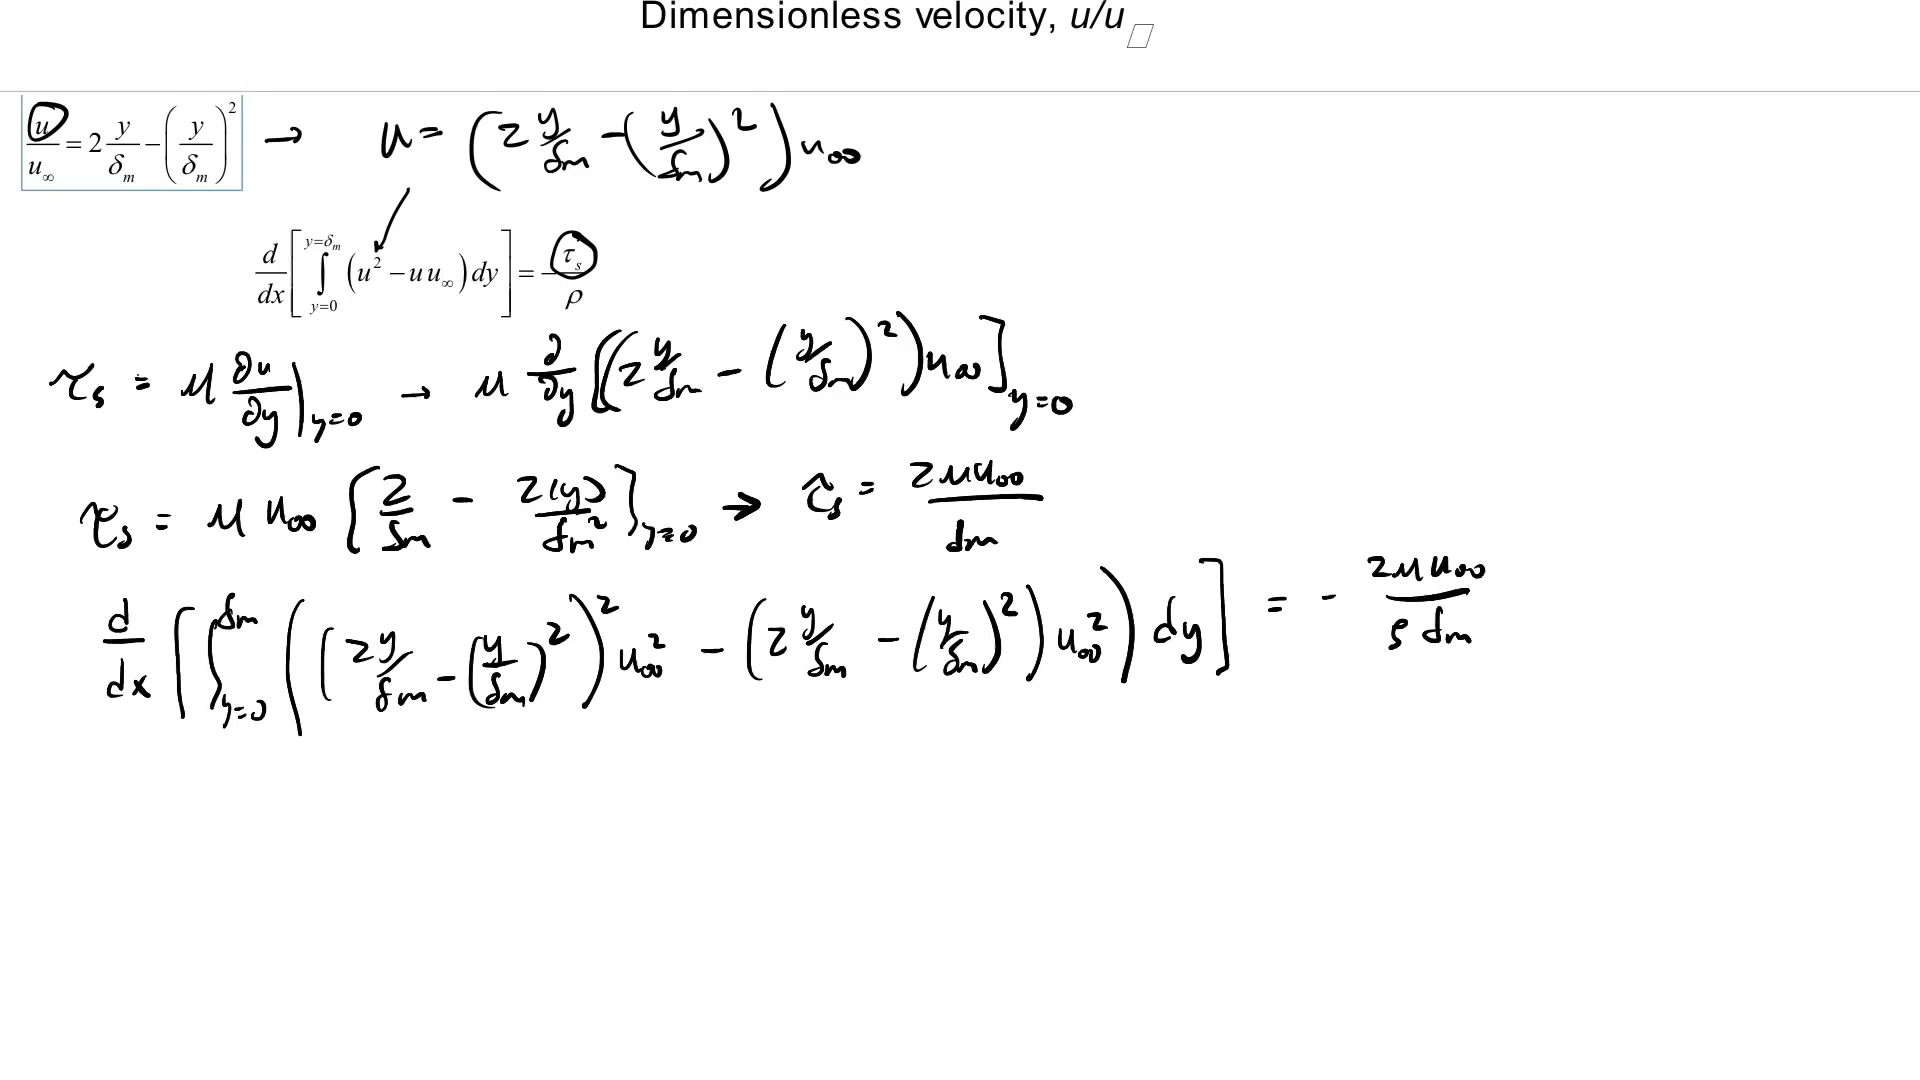 Dimensionless velocity, u/u□
u/u∞ = 2 y/δm − (y/δm)² → u = (2 y/δm − (y/δm)²) u∞
d/dx [ ∫_{y=0}^{y=δm} (u² − u u∞) dy ] = − τs/ρ
τs = μ ∂u/∂y |y=0 → μ ∂/∂y [(2 y/δm − (y/δm)²) u∞]y=0
τs = μ u∞ [2/δm − 2(y)/δm²]y=0 → τs = 2μu∞/δm
d/dx [ ∫_{y=0}^{δm} ((2y/δm − (y/δm)²)² u∞² − (2 y/δm − (y/δm)²) u∞²) dy ] = − 2μu∞/ρδm